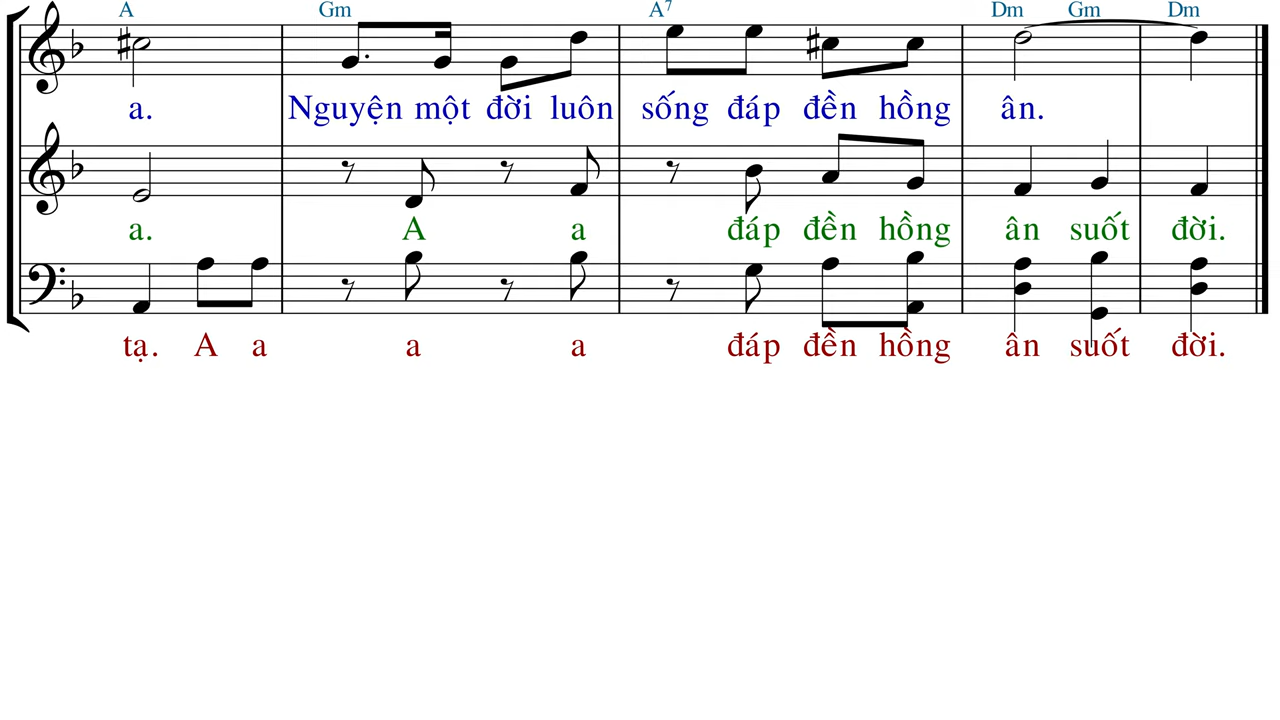 A Gm A7 Dm Gm Dm
a. Nguyện một đời luôn sống đáp đền hồng ân.
a. A a đáp đền hồng ân suốt đời.
tạ. A a a a đáp đền hồng ân suốt đời.